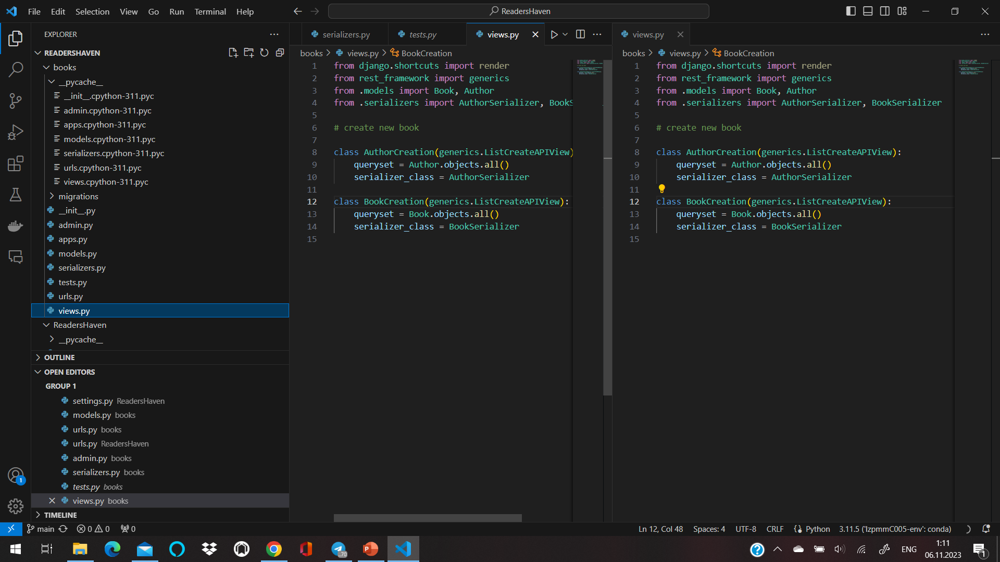 File Edit Selection View Go Run Terminal Help
ReadersHaven
EXPLORER
READERSHAVEN
books
__pycache__
__init__.cpython-311.pyc
admin.cpython-311.pyc
apps.cpython-311.pyc
models.cpython-311.pyc
serializers.cpython-311.pyc
urls.cpython-311.pyc
views.cpython-311.pyc
migrations
__init__.py
admin.py
apps.py
models.py
serializers.py
tests.py
urls.py
views.py
ReadersHaven
__pycache__
OUTLINE
OPEN EDITORS
GROUP 1
settings.py ReadersHaven
models.py books
urls.py books
urls.py ReadersHaven
admin.py books
serializers.py books
tests.py books
views.py books
TIMELINE
serializers.py tests.py views.py
books > views.py > BookCreation
1 from django.shortcuts import render
2 from rest_framework import generics
3 from .models import Book, Author
4 from .serializers import AuthorSerializer, BookS
5
6 # create new book
7
8 class AuthorCreation(generics.ListCreateAPIView)
9 queryset = Author.objects.all()
10 serializer_class = AuthorSerializer
11
12 class BookCreation(generics.ListCreateAPIView):
13 queryset = Book.objects.all()
14 serializer_class = BookSerializer
15
views.py
books > views.py > BookCreation
1 from django.shortcuts import render
2 from rest_framework import generics
3 from .models import Book, Author
4 from .serializers import AuthorSerializer, BookSerializer
5
6 # create new book
7
8 class AuthorCreation(generics.ListCreateAPIView):
9 queryset = Author.objects.all()
10 serializer_class = AuthorSerializer
11
12 class BookCreation(generics.ListCreateAPIView):
13 queryset = Book.objects.all()
14 serializer_class = BookSerializer
15
1
main 0 0 0
Ln 12, Col 48 Spaces: 4 UTF-8 CRLF Python 3.11.5 ('IzpmmC005-env': conda)
..70
ENG
1:11
06.11.2023
1